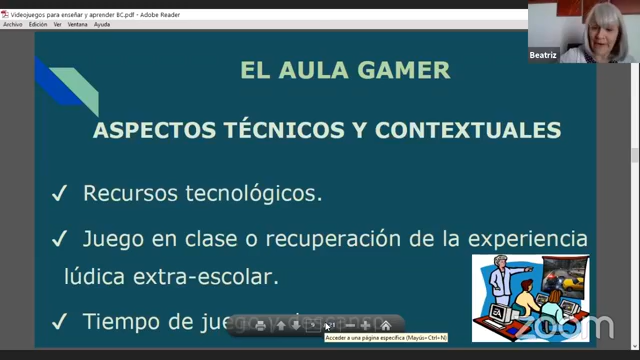 Videojuegos para enseñar y aprender BC.pdf - Adobe Reader
Archivo Edición Ver Ventana Ayuda
Beatriz
EL AULA GAMER
ASPECTOS TÉCNICOS Y CONTEXTUALES
✓ Recursos tecnológicos.
✓ Juego en clase o recuperación de la experiencia
lúdica extra-escolar.
✓ Tiempo de juego y
Acceder a una página específica (Mayús+Ctrl+N)
zoom